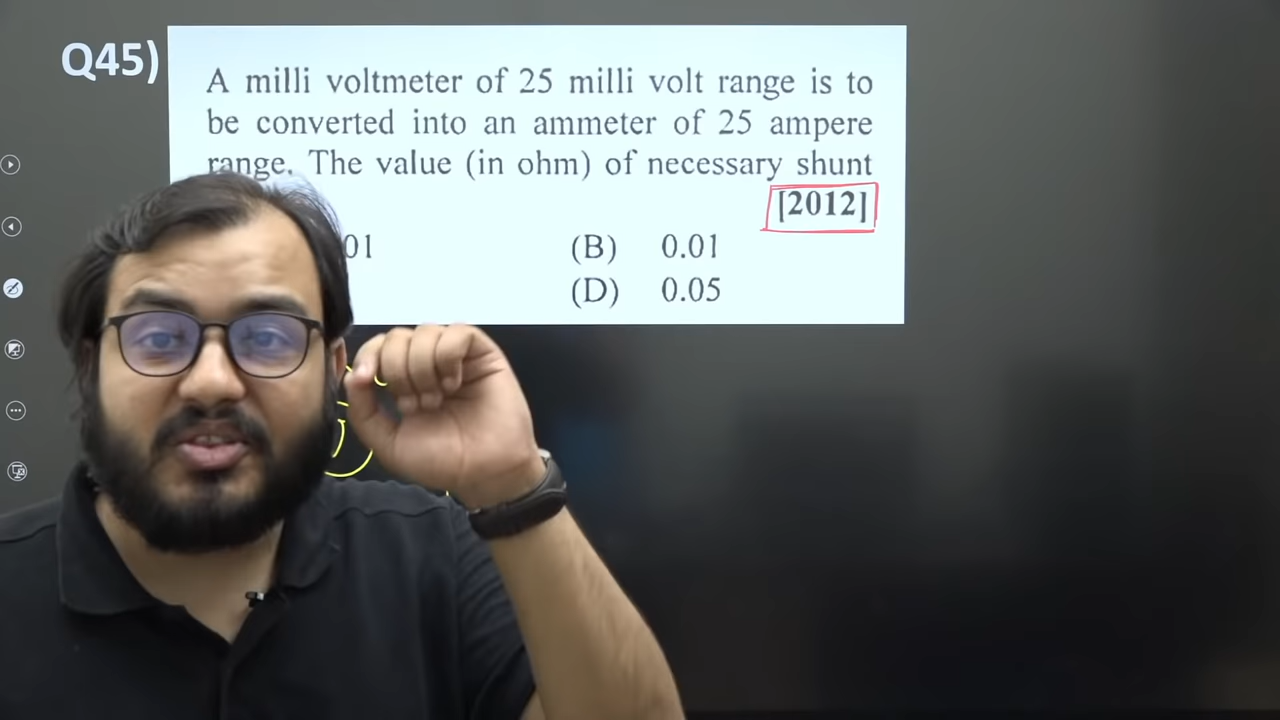 Q45)
A milli voltmeter of 25 milli volt range is to
be converted into an ammeter of 25 ampere
range. The value (in ohm) of necessary shunt
[2012]
01 (B) 0.01
(D) 0.05